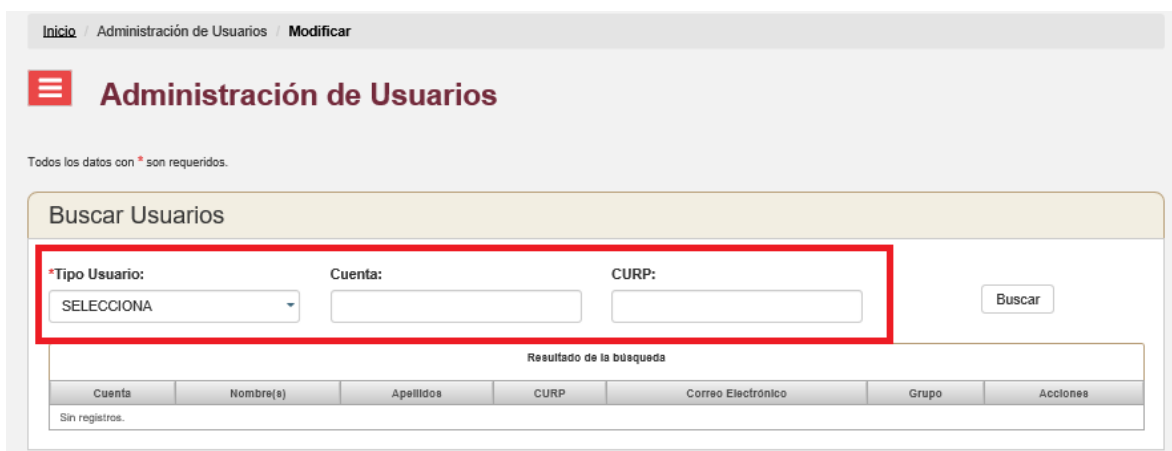 Inicio / Administración de Usuarios / Modificar
Administración de Usuarios
Todos los datos con * son requeridos.
Buscar Usuarios
*Tipo Usuario: Cuenta: CURP:
SELECCIONA Buscar
Resultado de la búsqueda
Cuenta Nombre(s) Apellidos CURP Correo Electrónico Grupo Acciones
Sin registros.